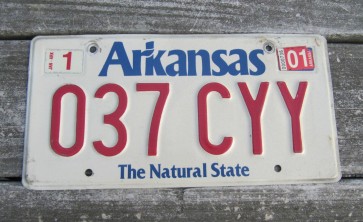 1 Arkansas 01
037 CYY
The Natural State